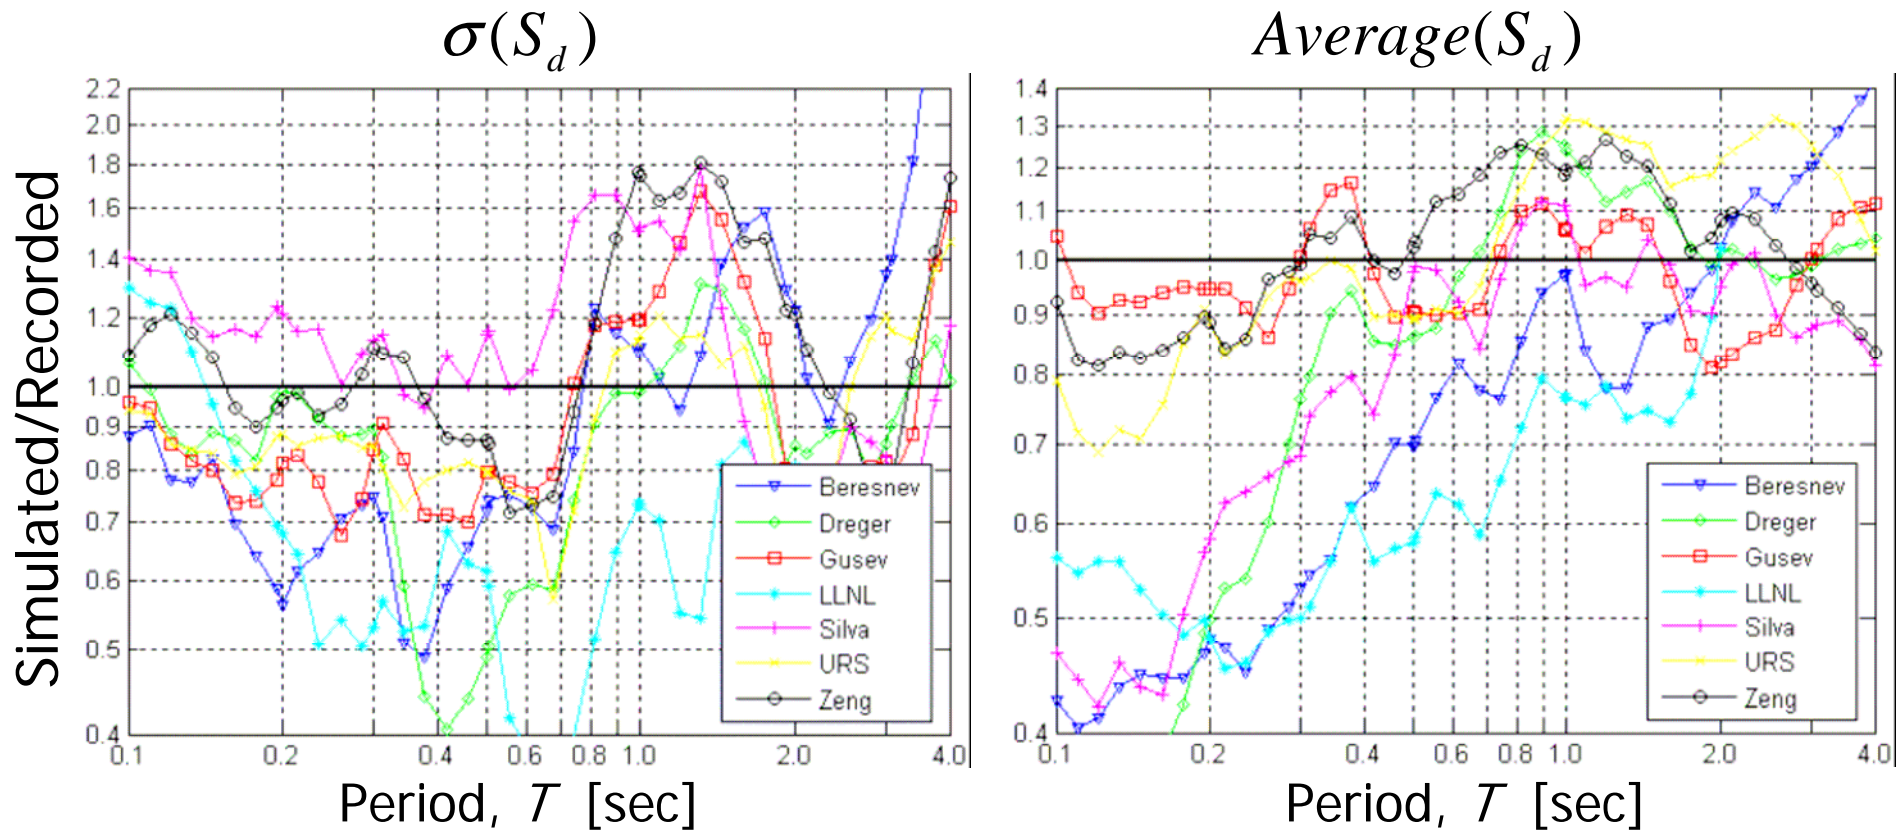 σ(S_d)
Average(S_d)
Simulated/Recorded
2.2
2.0
1.8
1.6
1.4
1.2
1.0
0.9
0.8
0.7
0.6
0.5
0.4
0.1 0.2 0.4 0.6 0.8 1.0 2.0 4.0
Beresnev
Dreger
Gusev
LLNL
Silva
URS
Zeng
Period, T [sec]
1.4
1.3
1.2
1.1
1.0
0.9
0.8
0.7
0.6
0.5
0.4
0.1 0.2 0.4 0.6 0.8 1.0 2.0 4.0
Beresnev
Dreger
Gusev
LLNL
Silva
URS
Zeng
Period, T [sec]